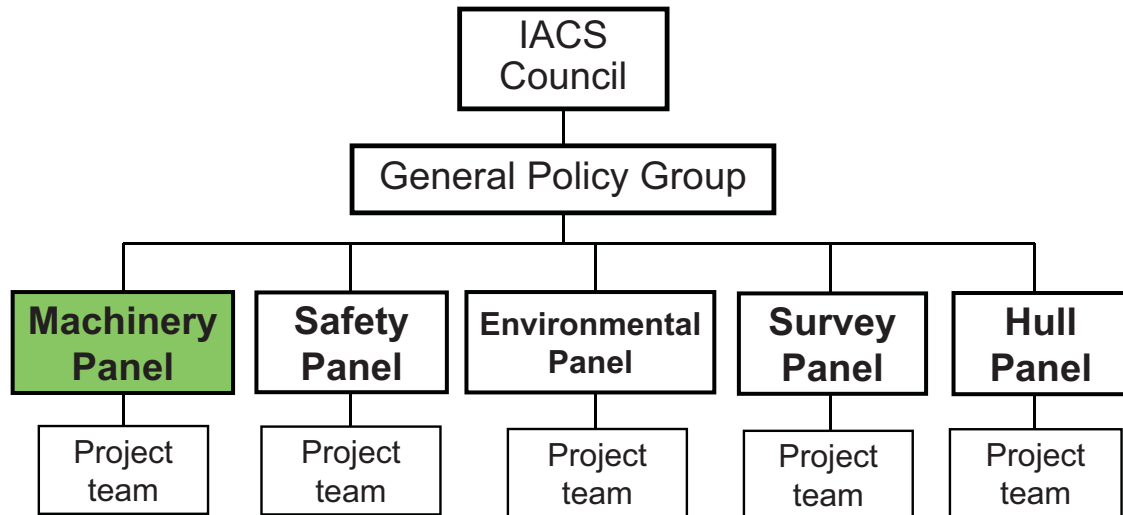 IACS
Council
General Policy Group
Machinery
Panel
Safety
Panel
Environmental
Panel
Survey
Panel
Hull
Panel
Project
team
Project
team
Project
team
Project
team
Project
team